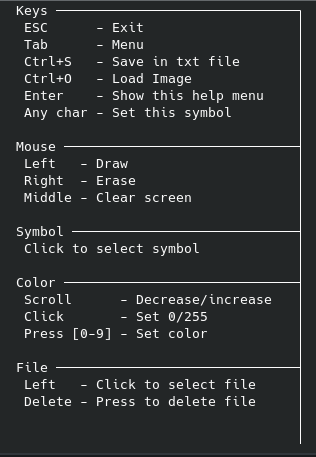 Keys
ESC – Exit
Tab – Menu
Ctrl+S – Save in txt file
Ctrl+O – Load Image
Enter – Show this help menu
Any char – Set this symbol
Mouse
Left – Draw
Right – Erase
Middle – Clear screen
Symbol
Click to select symbol
Color
Scroll – Decrease/increase
Click – Set 0/255
Press [0–9] – Set color
File
Left – Click to select file
Delete – Press to delete file